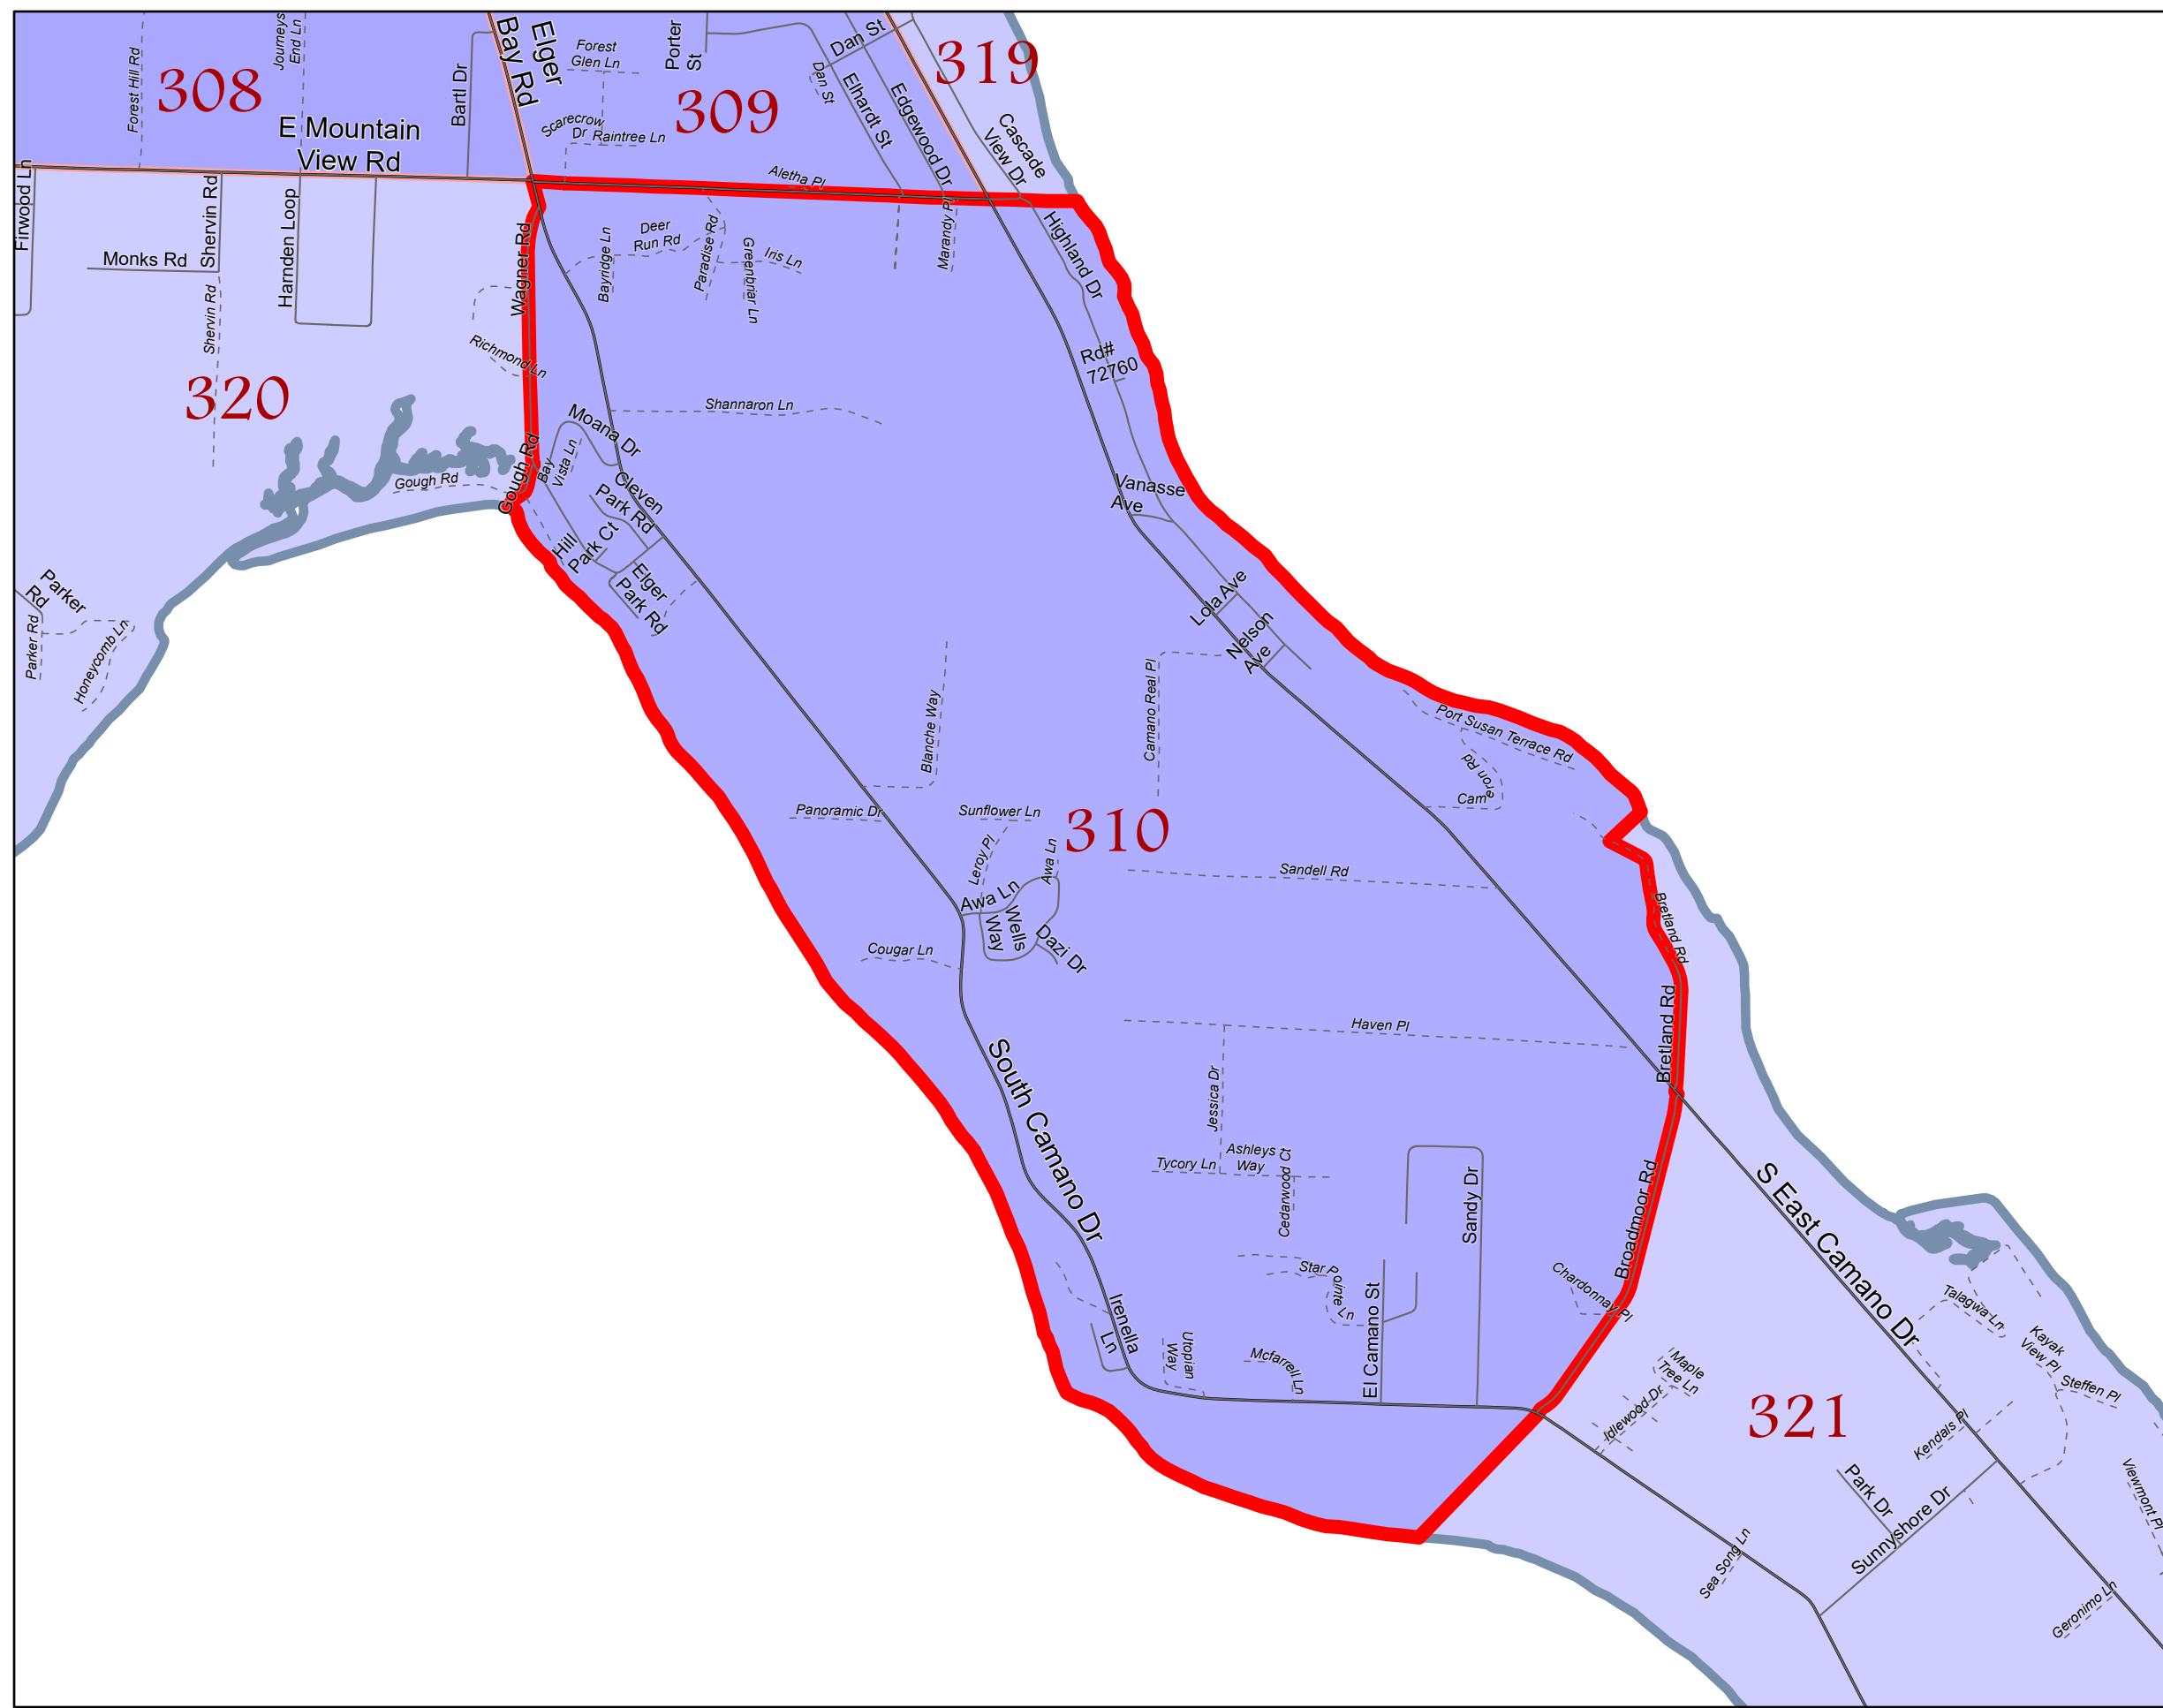 Forest Hill Rd
Journeys
End Ln
308
E Mountain
View Rd
Bartl Dr
Elger
Bay Rd
Forest
Glen Ln
Porter
St
309
Scarecrow
Dr
Raintree Ln
Dan St
Dan St
Elhardt St
Edgewood Dr
319
Cascade
View Dr
Aletha Pl
Firwood Ln
Monks Rd
Shervin Rd
Shervin Rd
Harnden Loop
320
Wagner Rd
Richmond Ln
Gough Rd
Gough Rd
Bayridge Ln
Deer
Run Rd
Paradise Rd
Greenbriar Ln
Iris Ln
Marandy Pl
Highland Dr
Rd#
72760
Shannaron Ln
Moana Dr
Bay
Vista Ln
Cleven
Park Rd
Hill
Park Ct
Elger
Park Rd
Vanasse
Ave
Lola Ave
Nelson
Ave
Parker
Rd
Parker Rd
Honeycomb Ln
Blanche Way
Camano Real Pl
Port Susan Terrace Rd
Cameron Rd
Panoramic Dr
Sunflower Ln
310
Leroy Pl
Awa Ln
Awa Ln
Wells
Way
Dazi Dr
Cougar Ln
Sandell Rd
Bretland Rd
Bretland Rd
Haven Pl
Jessica Dr
South Camano Dr
Tycory Ln
Ashleys
Way
Cedarwood Ct
Sandy Dr
Broadmoor Rd
S East Camano Dr
Star Pointe Ln
El Camano St
Chardonnay Pl
Irenella
Ln
Utopian
Way
Mcfarrell Ln
Maple
Tree Ln
Idlewood Dr
321
Talagwa Ln
Kayak
View Pl
Steffen Pl
Kendals Pl
Park Dr
Sunnyshore Dr
Viewmont Pl
Sea Song Ln
Geronimo Ln